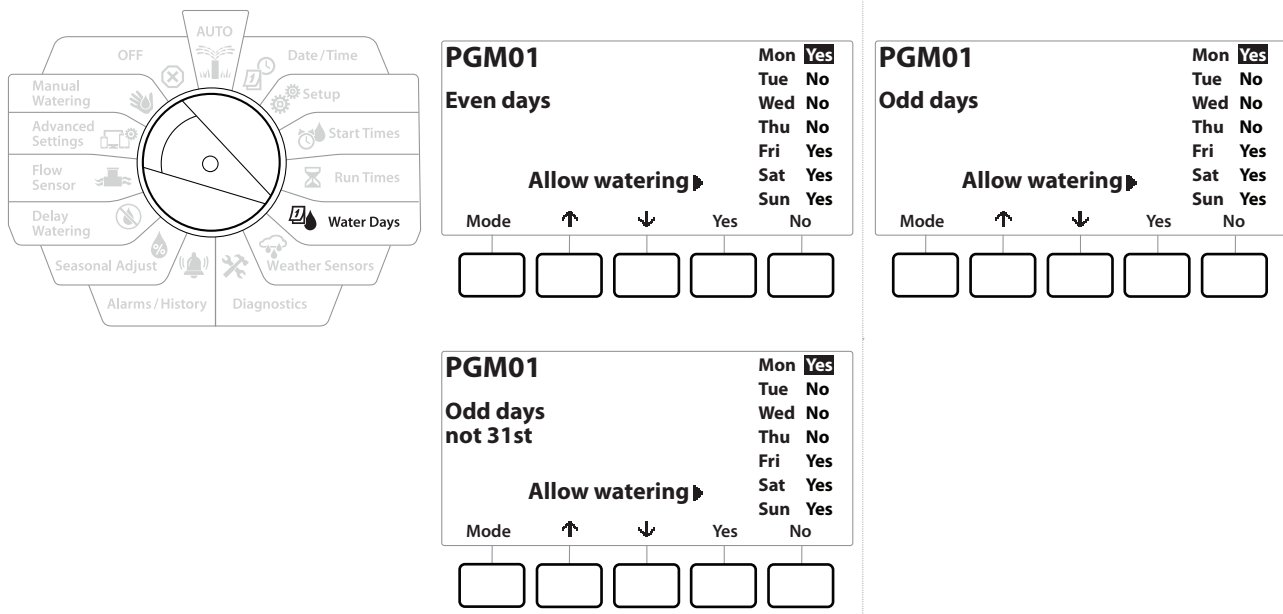 AUTO
OFF
Date / Time
Manual
Watering
Setup
Advanced
Settings
Start Times
Flow
Sensor
Run Times
Delay
Watering
Water Days
Seasonal Adjust
Weather Sensors
Alarms / History
Diagnostics
PGM01
Even days
Allow watering
Mon Yes
Tue No
Wed No
Thu No
Fri Yes
Sat Yes
Sun Yes
Mode ↑ ↓ Yes No
PGM01
Odd days
Allow watering
Mon Yes
Tue No
Wed No
Thu No
Fri Yes
Sat Yes
Sun Yes
Mode ↑ ↓ Yes No
PGM01
Odd days
not 31st
Allow watering
Mon Yes
Tue No
Wed No
Thu No
Fri Yes
Sat Yes
Sun Yes
Mode ↑ ↓ Yes No